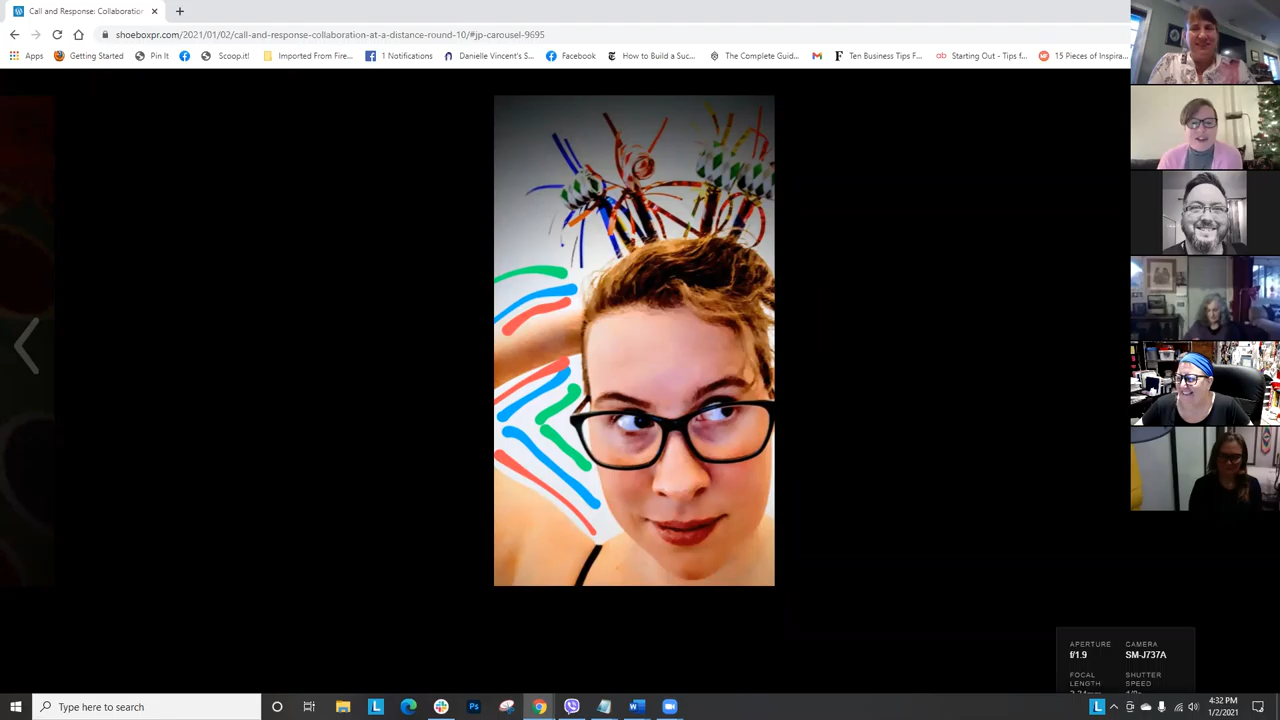 Call and Response: Collaboration
shoeboxpr.com/2021/01/02/call-and-response-collaboration-at-a-distance-round-10/#jp-carousel-9695
Apps Getting Started Pin It Scoop!t Imported From Fire... 1 Notifications Danielle Vincent's S... Facebook How to Build a Suc... The Complete Guid... Ten Business Tips F... Starting Out - Tips f... 15 Pieces of Inspira...
APERTURE CAMERA
f/1.9 SM-J737A
FOCAL LENGTH SHUTTER SPEED
Type here to search
4:32 PM
1/2/2021